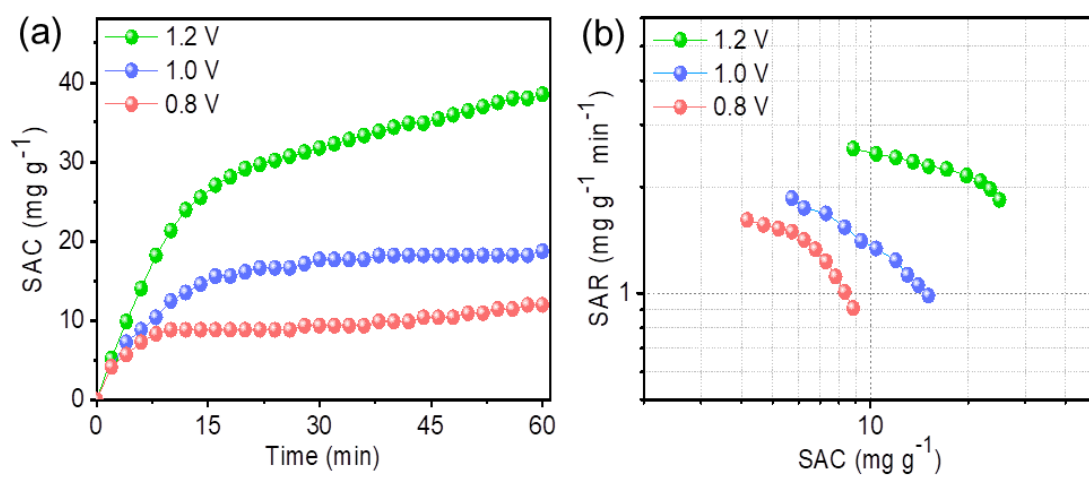 (a)
1.2 V
1.0 V
0.8 V
SAC (mg g⁻¹)
40
30
20
10
0
0 15 30 45 60
Time (min)
(b)
1.2 V
1.0 V
0.8 V
SAR (mg g⁻¹ min⁻¹)
1
10
SAC (mg g⁻¹)